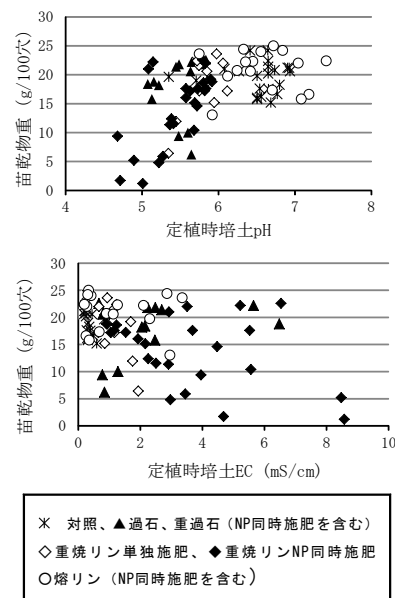 30
25
20
15
10
5
0
苗乾物重 (g/100穴)
4 5 6 7 8
定植時培土pH
30
25
20
15
10
5
0
苗乾物重 (g/100穴)
0 2 4 6 8 10
定植時培土EC (mS/cm)
対照、▲過石、重過石(NP同時施肥を含む)
◇重焼リン単独施肥、◆重焼リンNP同時施肥
○熔リン(NP同時施肥を含む)